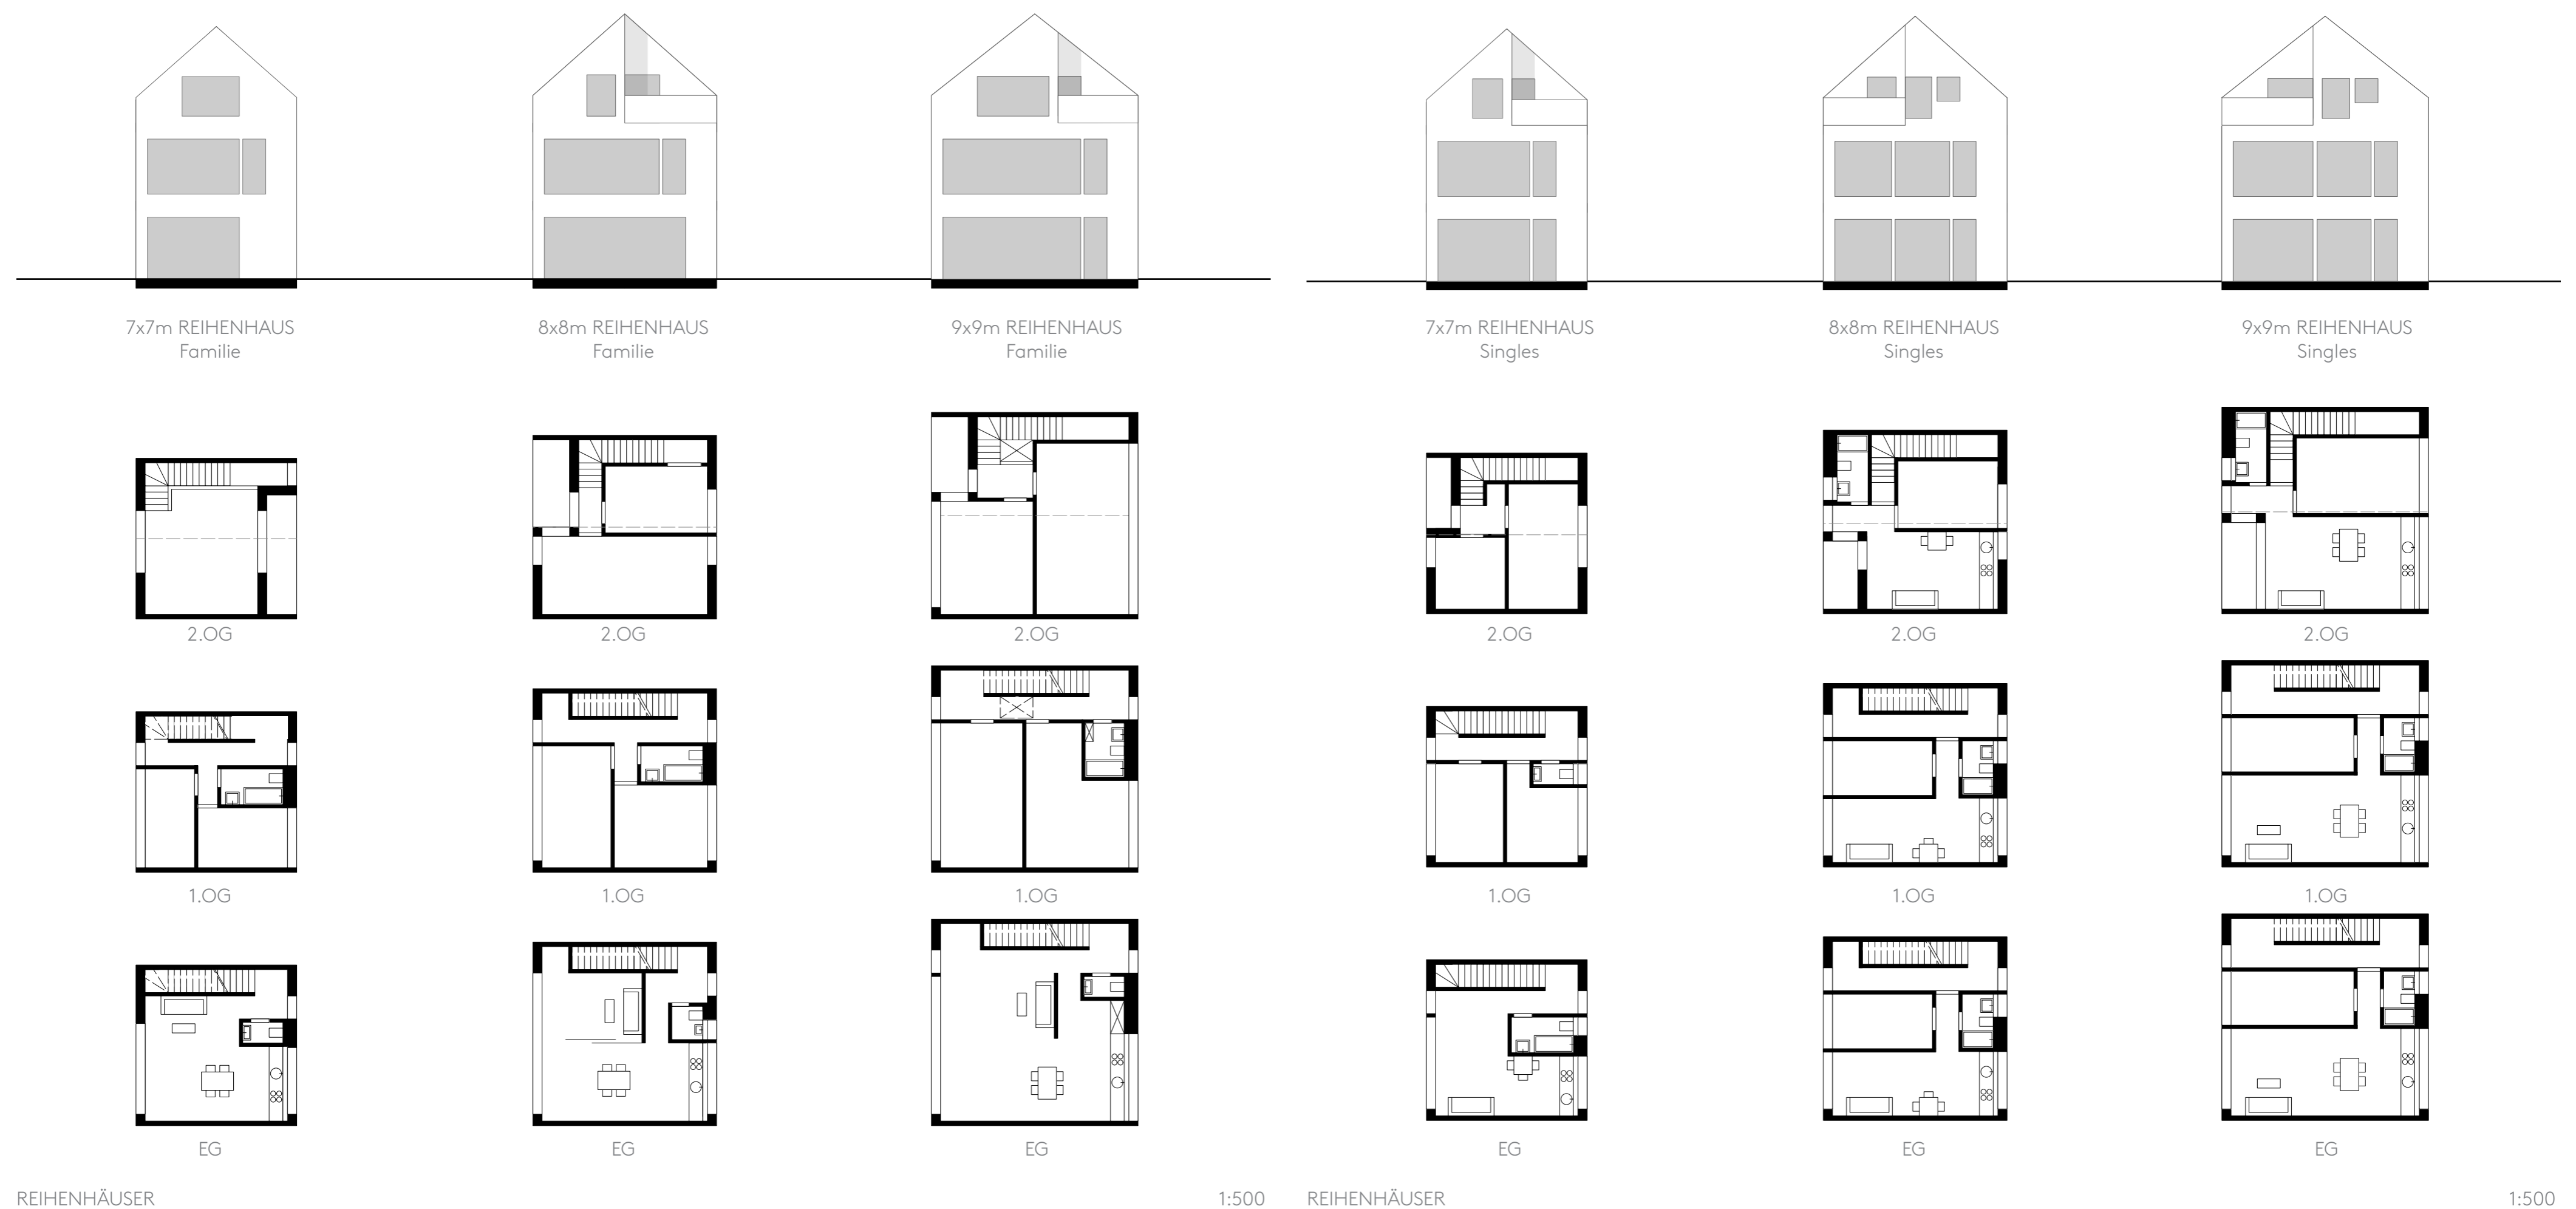 7x7m REIHENHAUS
Familie
8x8m REIHENHAUS
Familie
9x9m REIHENHAUS
Familie
7x7m REIHENHAUS
Singles
8x8m REIHENHAUS
Singles
9x9m REIHENHAUS
Singles
2.OG
2.OG
2.OG
2.OG
2.OG
2.OG
1.OG
1.OG
1.OG
1.OG
1.OG
1.OG
EG
EG
EG
EG
EG
EG
REIHENHÄUSER
1:500
REIHENHÄUSER
1:500